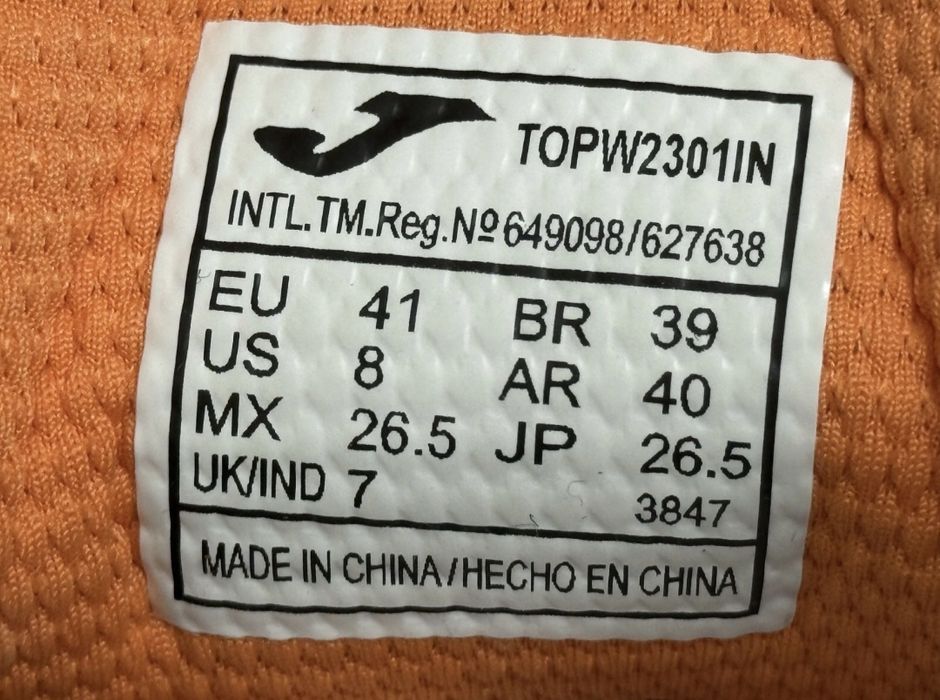 TOPW2301IN
INTL.TM.Reg.Nº649098/627638
EU 41 BR 39
US 8 AR 40
MX 26.5 JP 26.5
UK/IND 7 3847
MADE IN CHINA/HECHO EN CHINA